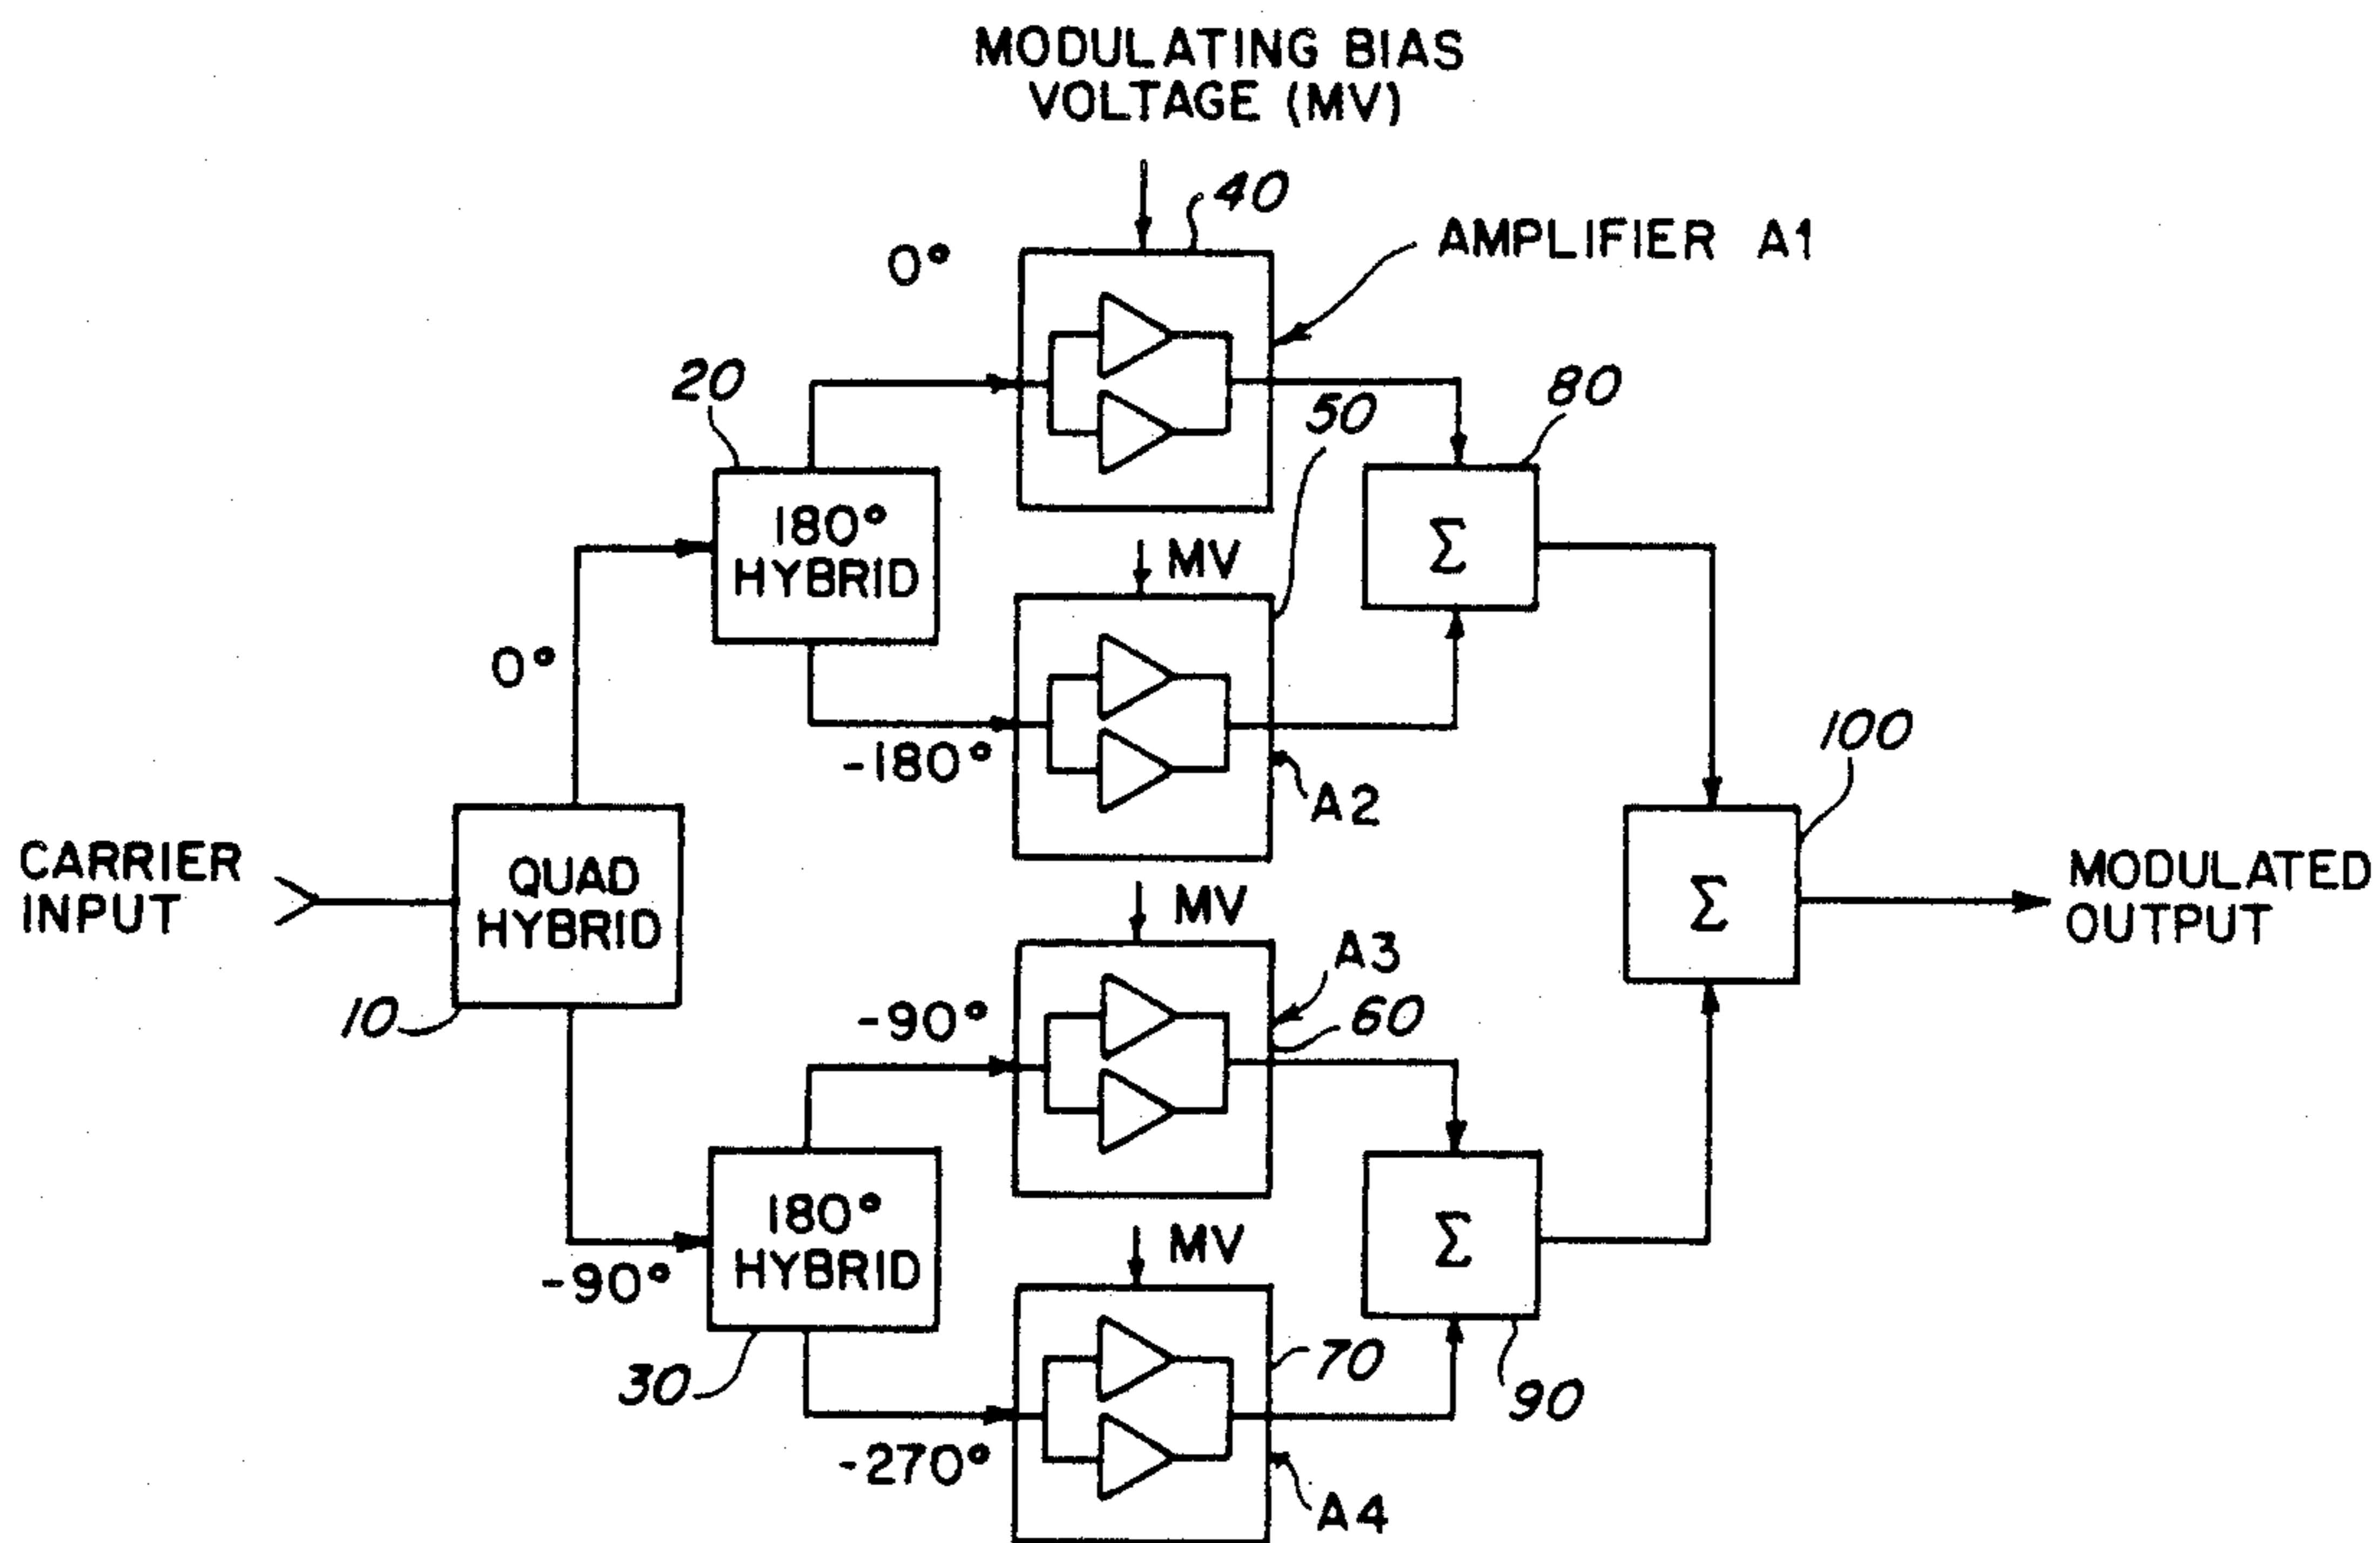 MODULATING BIAS
VOLTAGE (MV)
40
0°
AMPLIFIER A1
20
80
50
180°
HYBRID
Σ
MV
0°
-180°
A2
100
CARRIER
INPUT
QUAD
HYBRID
Σ
MODULATED
OUTPUT
MV
A3
10
-90°
60
180°
HYBRID
Σ
MV
-90°
30
70
90
-270°
A4